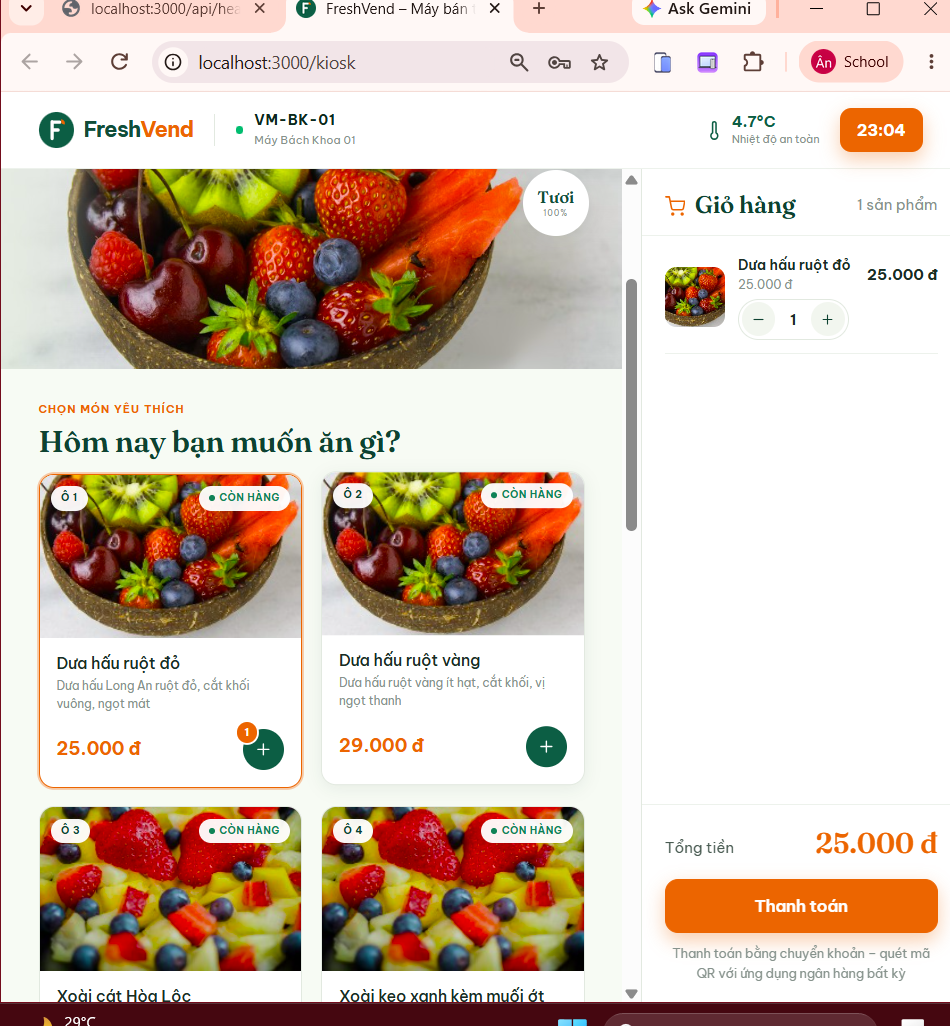 localhost:3000/api/hea
FreshVend – Máy bán t
Ask Gemini
localhost:3000/kiosk
Ân
School
F
FreshVend
VM-BK-01
Máy Bách Khoa 01
4.7°C
Nhiệt độ an toàn
23:04
Tươi
100%
CHỌN MÓN YÊU THÍCH
Hôm nay bạn muốn ăn gì?
Ô 1
CÒN HÀNG
Dưa hấu ruột đỏ
Dưa hấu Long An ruột đỏ, cắt khối
vuông, ngọt mát
25.000 đ
1
+
Ô 2
CÒN HÀNG
Dưa hấu ruột vàng
Dưa hấu ruột vàng ít hạt, cắt khối, vị
ngọt thanh
29.000 đ
+
Ô 3
CÒN HÀNG
Xoài cát Hòa Lộc
Ô 4
CÒN HÀNG
Xoài keo xanh kèm muối ớt
Giỏ hàng
1 sản phẩm
Dưa hấu ruột đỏ
25.000 đ
25.000 đ
− 1 +
Tổng tiền
25.000 đ
Thanh toán
Thanh toán bằng chuyển khoản – quét mã
QR với ứng dụng ngân hàng bất kỳ
29°C